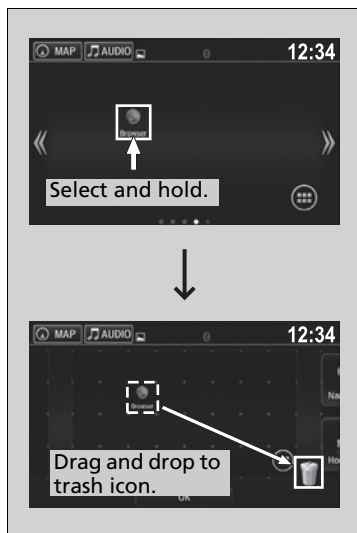 MAP AUDIO 12:34
Browser
Select and hold.
MAP AUDIO 12:34
Browser
Drag and drop to
trash icon.
OK